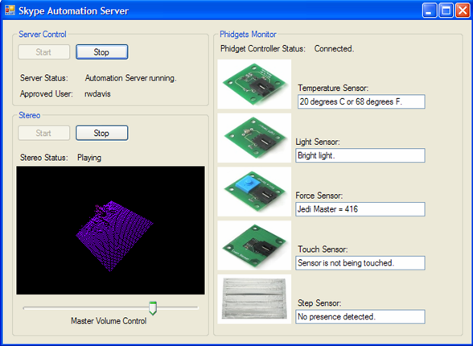 Skype Automation Server
Server Control
Start
Stop
Server Status: Automation Server running.
Approved User: rwdavis
Stereo
Start
Stop
Stereo Status: Playing
Master Volume Control
Phidgets Monitor
Phidget Controller Status: Connected.
Temperature Sensor:
20 degrees C or 68 degrees F.
Light Sensor:
Bright light.
Force Sensor:
Jedi Master = 416
Touch Sensor:
Sensor is not being touched.
Step Sensor:
No presence detected.